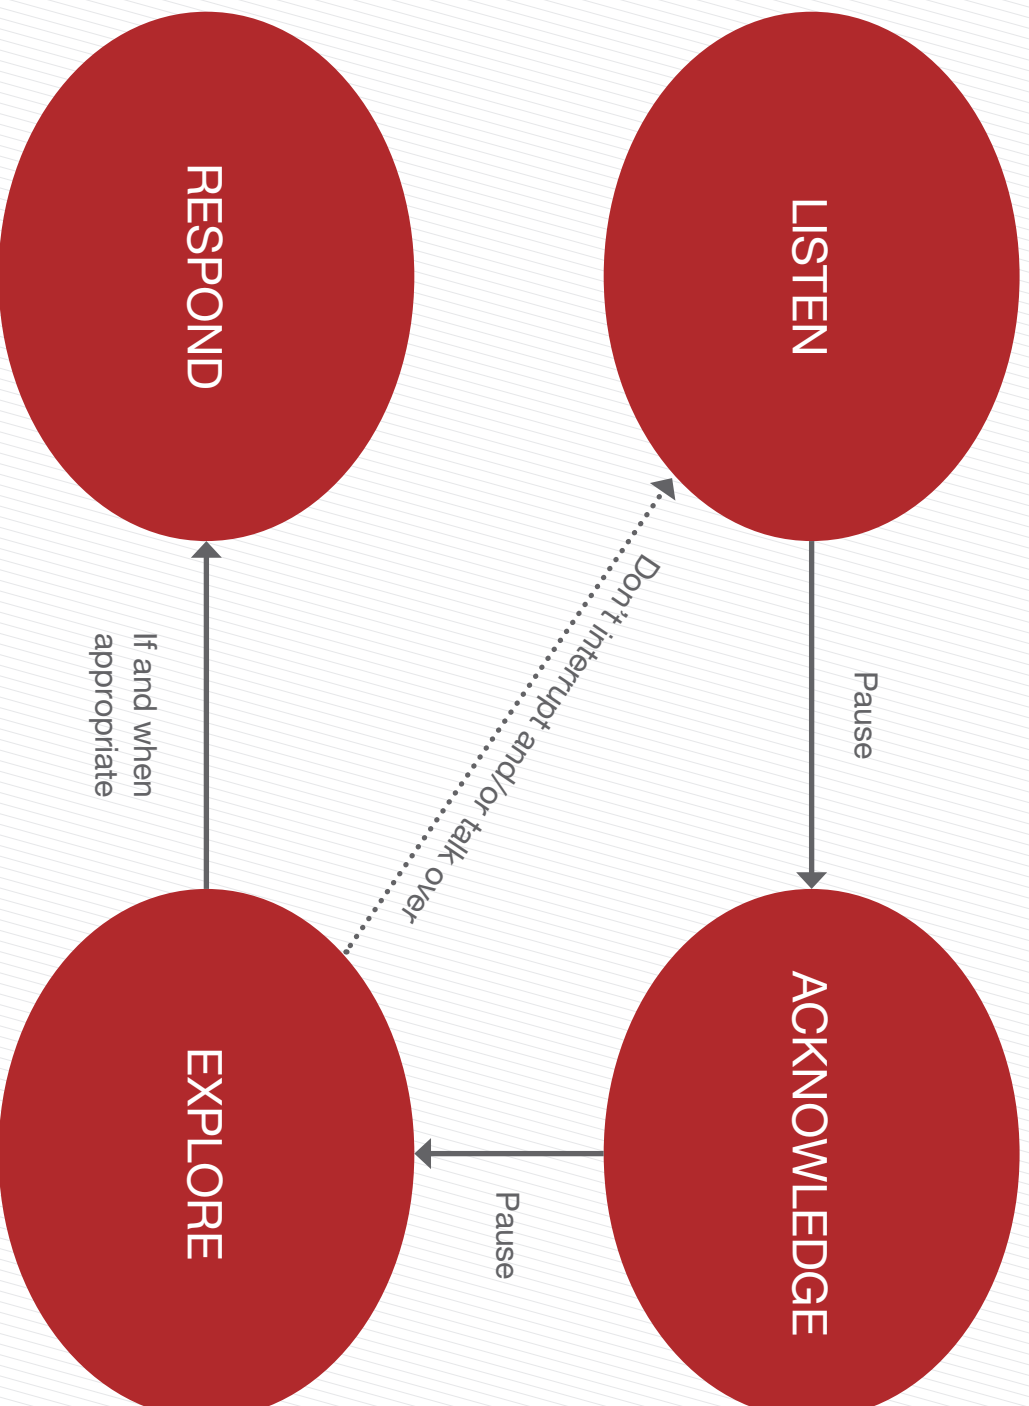 LISTEN
Pause
ACKNOWLEDGE
Don't interrupt and/or talk over
Pause
RESPOND
If and when
appropriate
EXPLORE